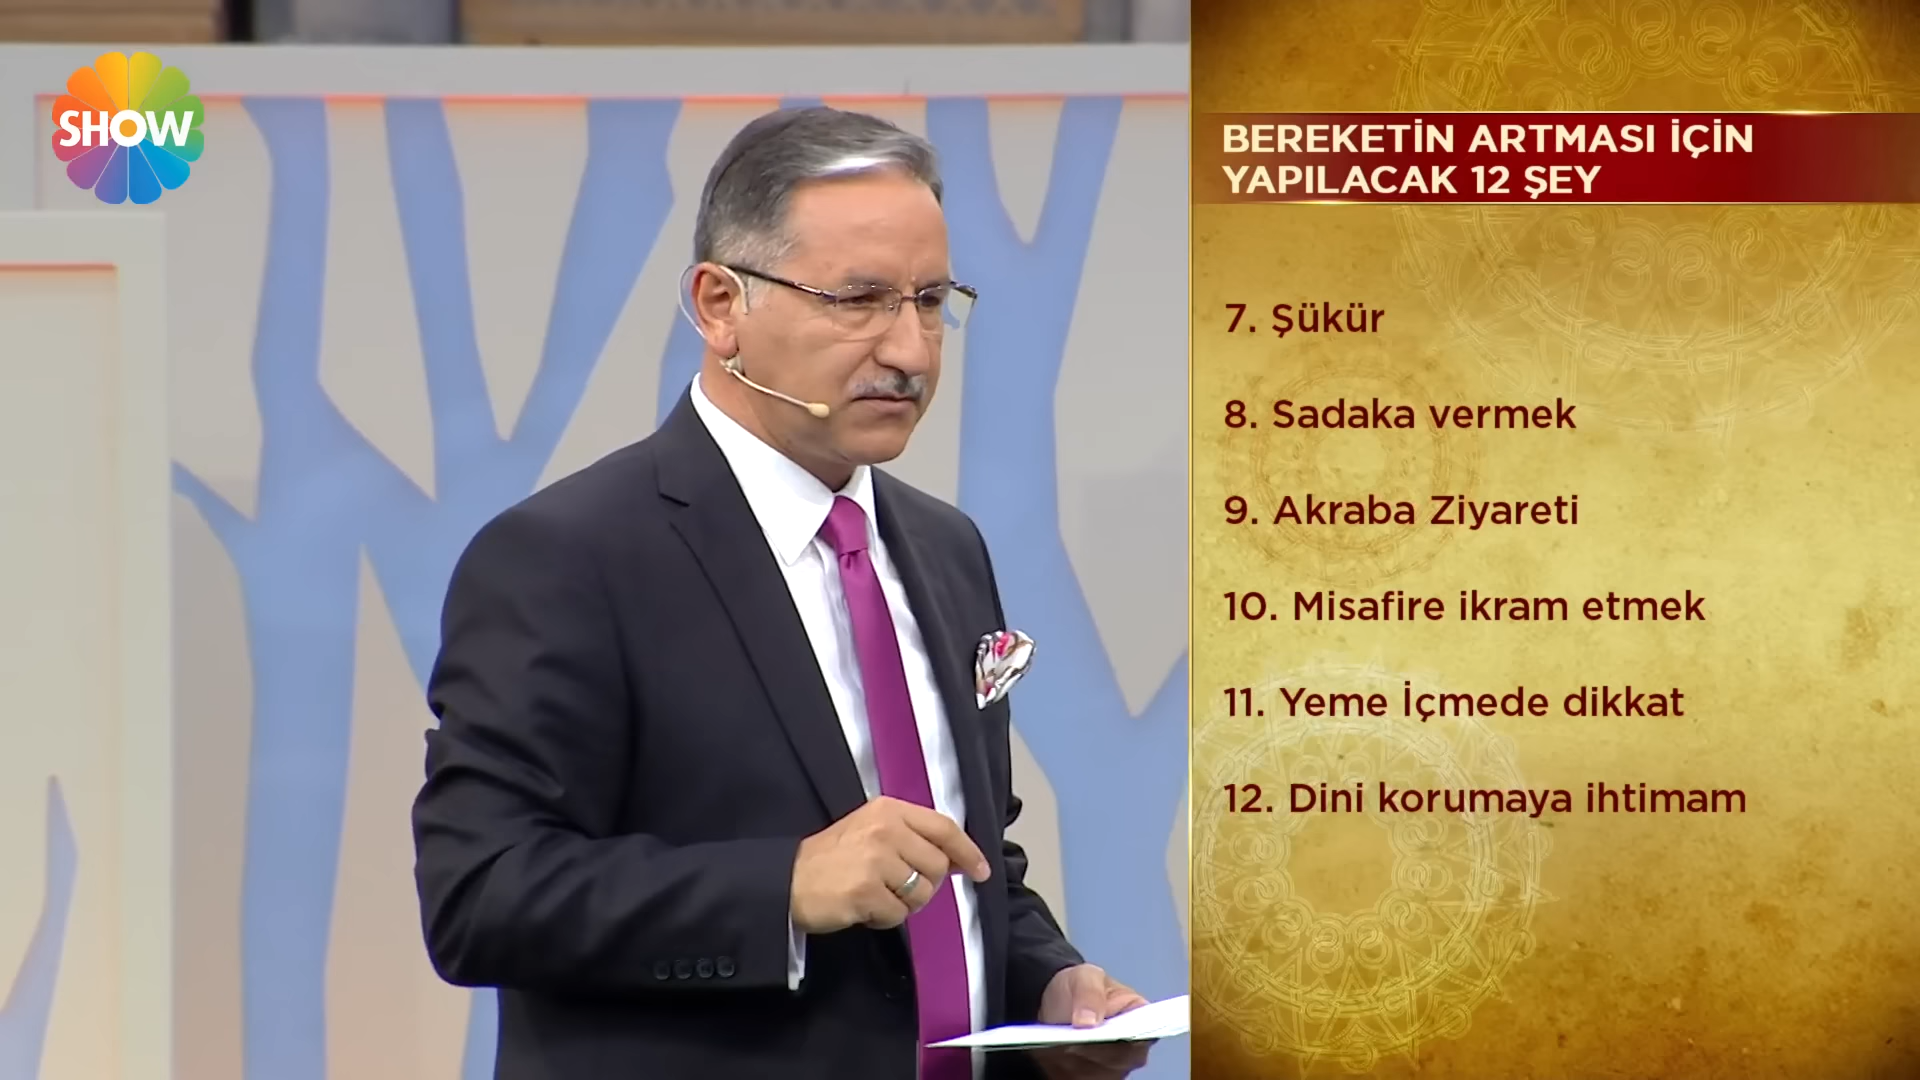 SHOW
BEREKETİN ARTMASI İÇİN
YAPILACAK 12 ŞEY
7. Şükür
8. Sadaka vermek
9. Akraba Ziyareti
10. Misafire ikram etmek
11. Yeme İçmede dikkat
12. Dini korumaya ihtimam